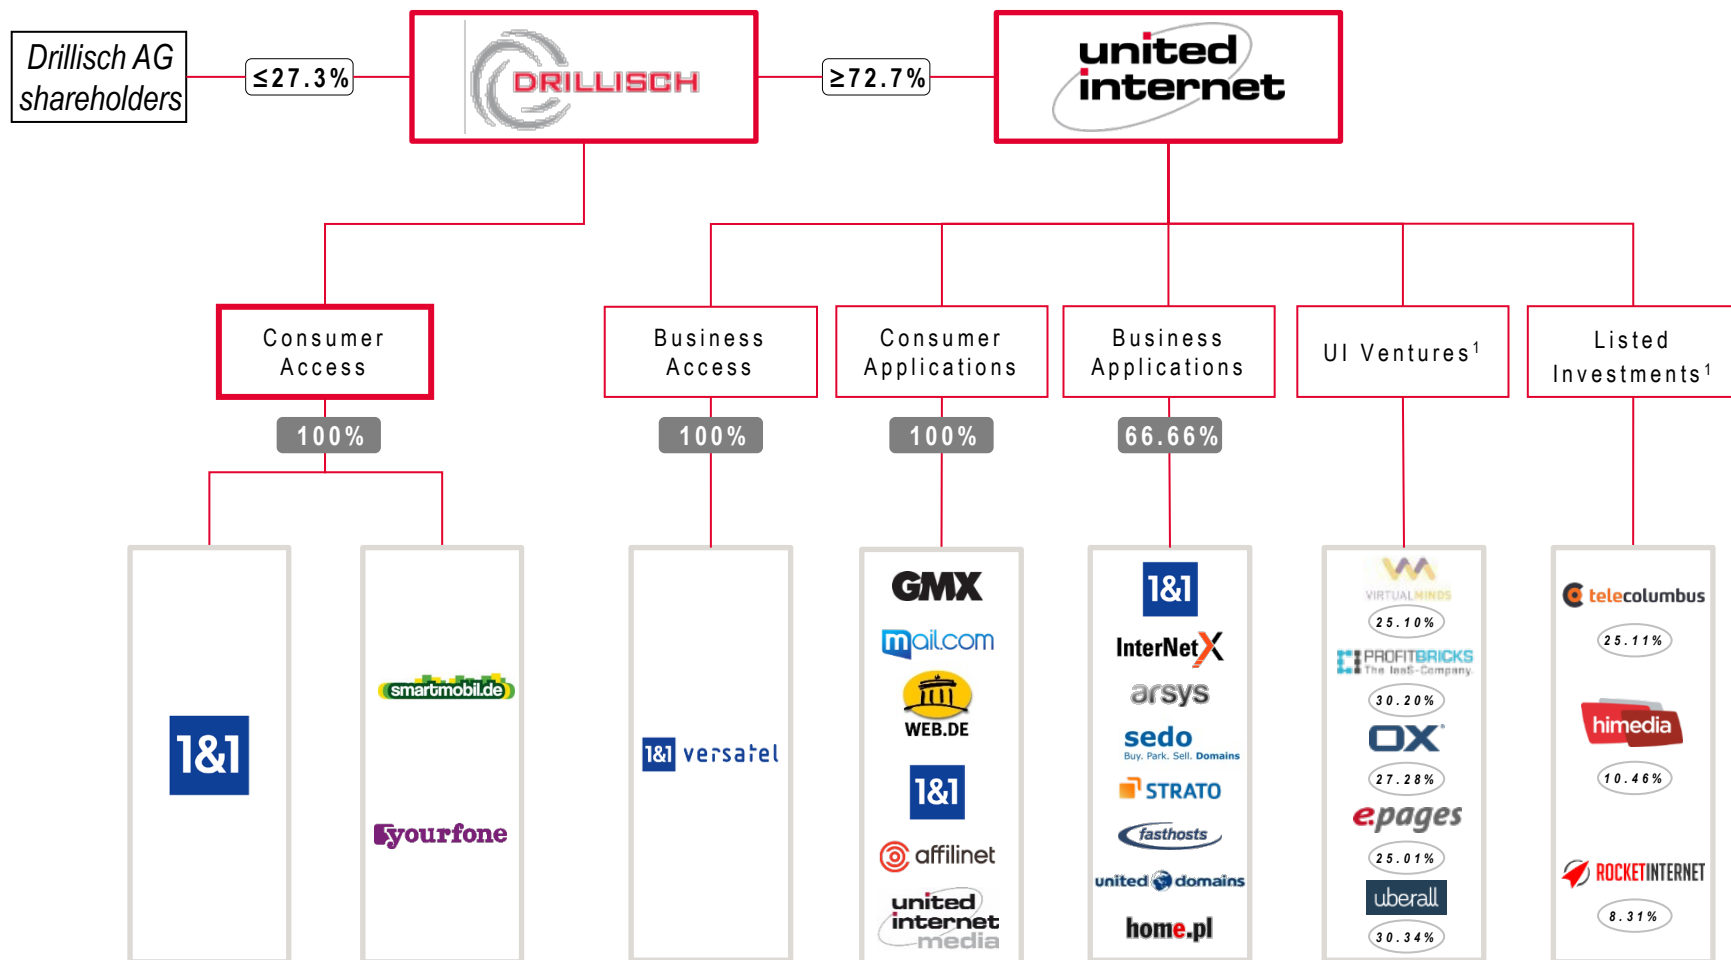 Drillisch AG
shareholders
≤27.3%
DRILLISCH
≥72.7%
united
internet
Consumer
Access
Business
Access
Consumer
Applications
Business
Applications
UI Ventures¹
Listed
Investments¹
100%
100%
100%
66.66%
1&1
smartmobil.de
yourfone
1&1 versatel
GMX
mail.com
WEB.DE
1&1
affilinet
united
internet
media
1&1
InterNetX
arsys
sedo
Buy. Park. Sell. Domains
STRATO
fasthosts
united domains
home.pl
VIRTUALMINDS
25.10%
PROFITBRICKS
The IaaS-Company.
30.20%
OX
27.28%
e.pages
25.01%
uberall
30.34%
telecolumbus
25.11%
himedia
10.46%
ROCKETINTERNET
8.31%